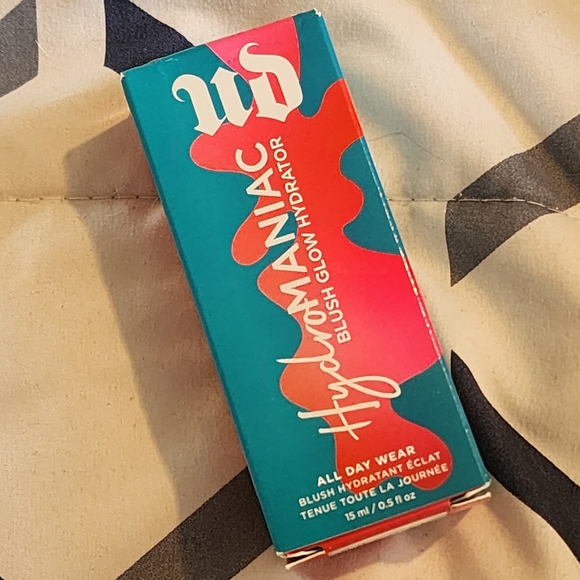 UD
HydroMANIAC
BLUSH GLOW HYDRATOR
ALL DAY WEAR
BLUSH HYDRATANT ÉCLAT
TENUE TOUTE LA JOURNÉE
15 ml / 0.5 fl oz